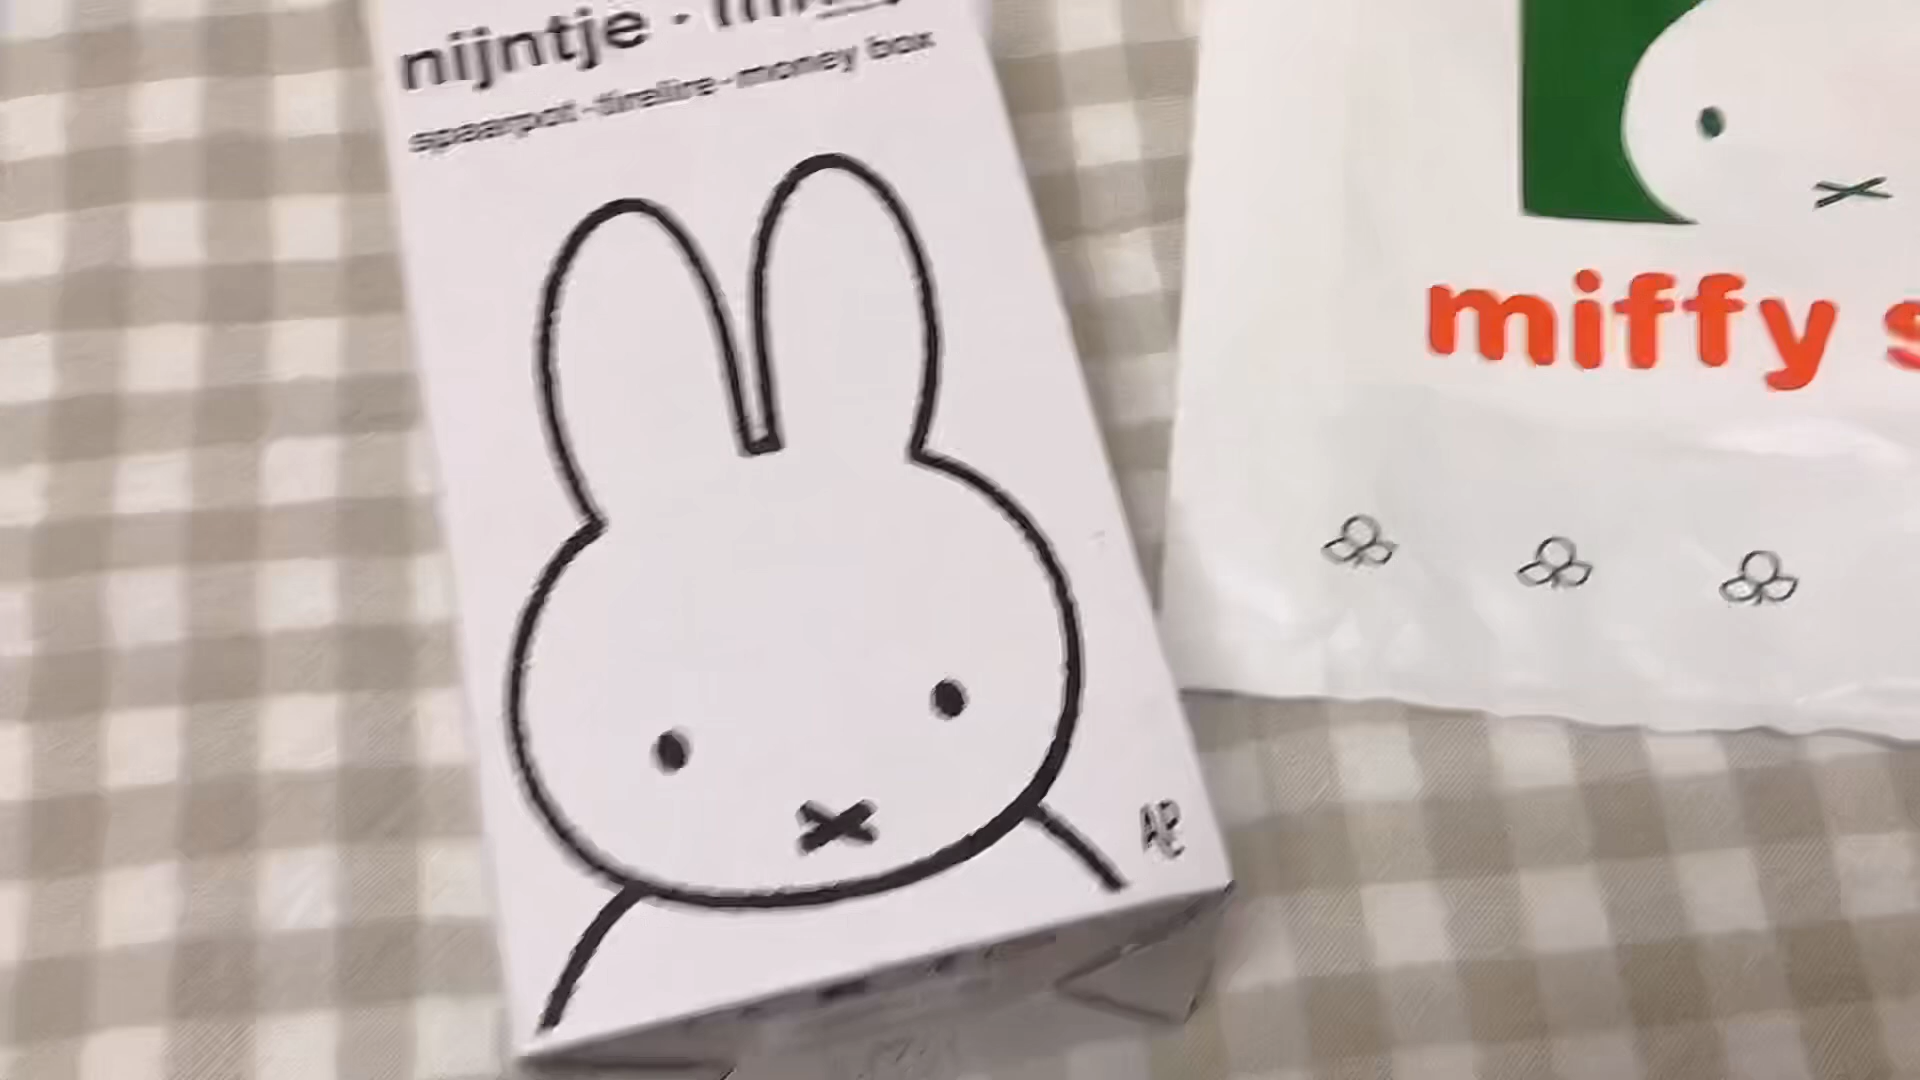 nijntje ·
spaarpot · tirelire · money box
miffy